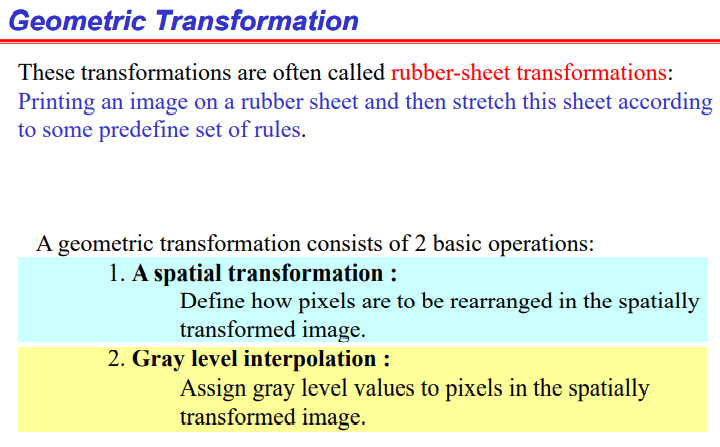 Geometric Transformation
These transformations are often called rubber-sheet transformations:
Printing an image on a rubber sheet and then stretch this sheet according
to some predefine set of rules.
A geometric transformation consists of 2 basic operations:
1. A spatial transformation :
Define how pixels are to be rearranged in the spatially
transformed image.
2. Gray level interpolation :
Assign gray level values to pixels in the spatially
transformed image.